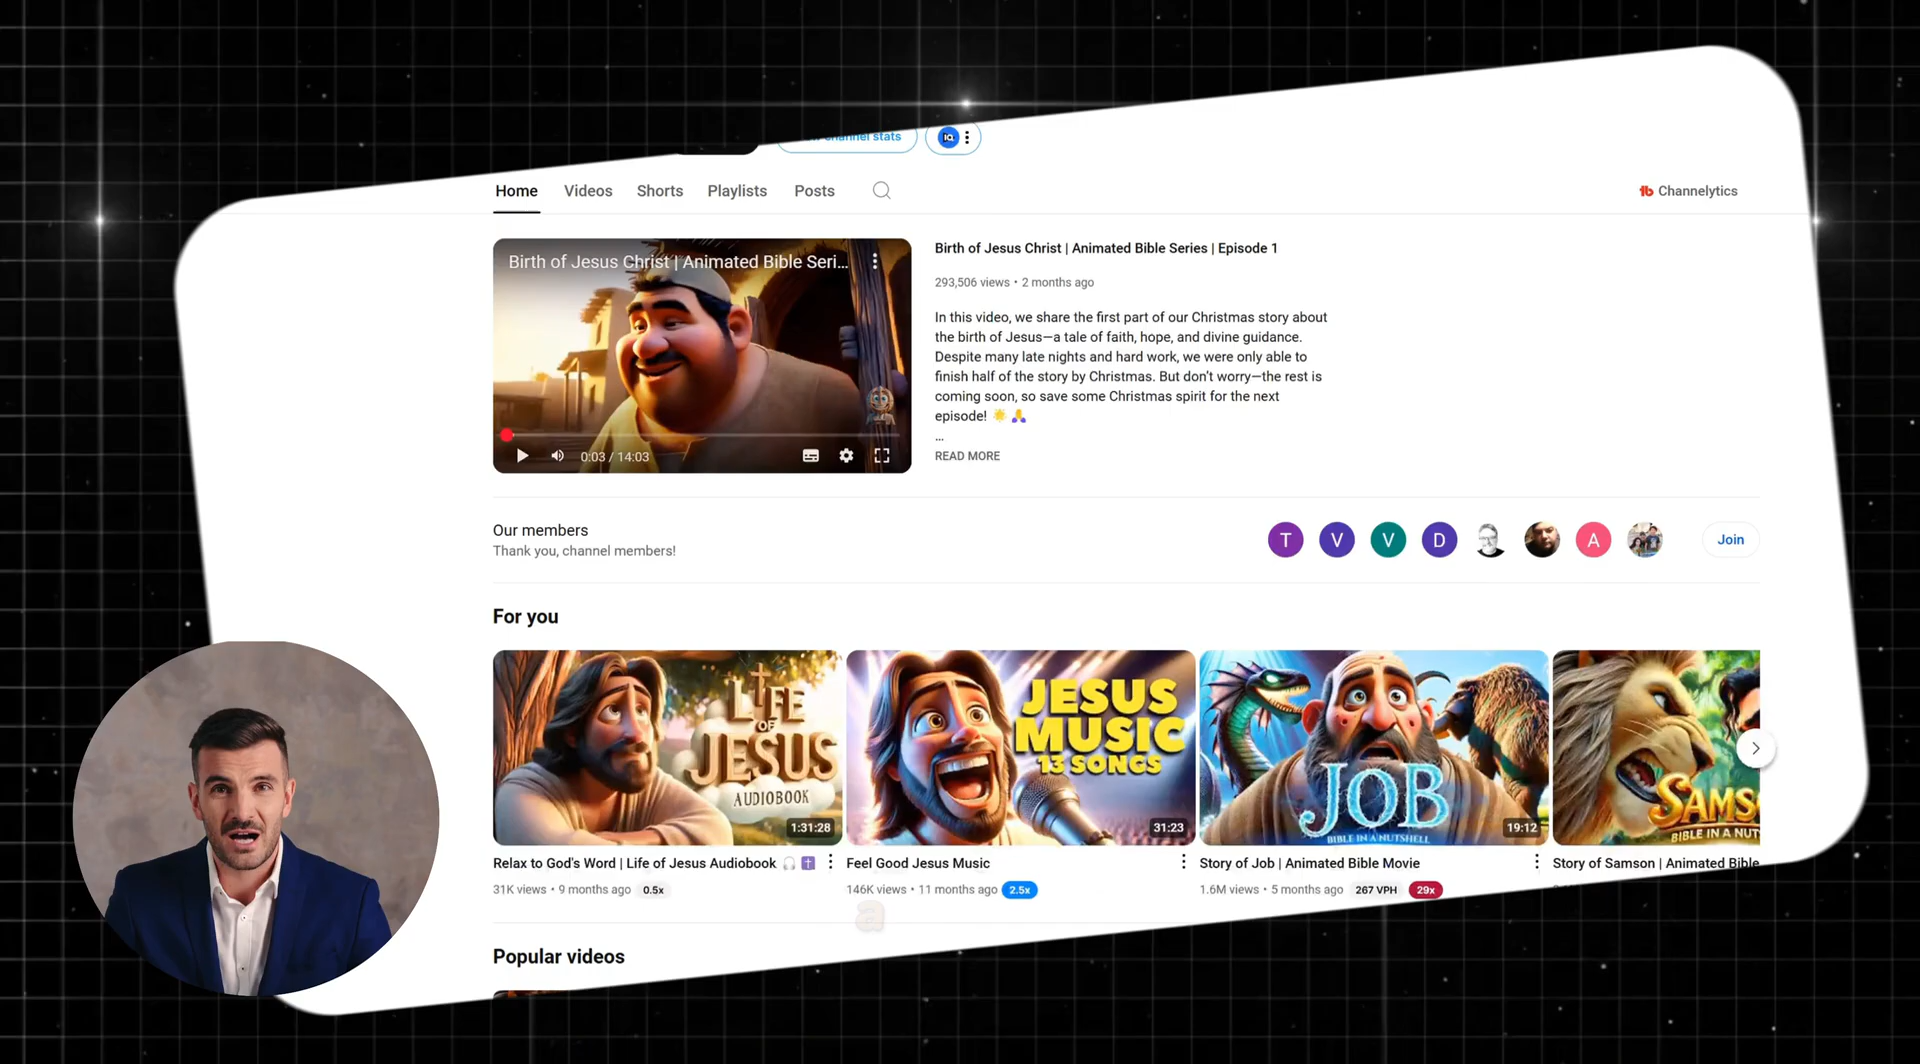 channel stats
Home Videos Shorts Playlists Posts
Channelytics
Birth of Jesus Christ | Animated Bible Seri...
0:03 / 14:03
Birth of Jesus Christ | Animated Bible Series | Episode 1
293,506 views • 2 months ago
In this video, we share the first part of our Christmas story about
the birth of Jesus—a tale of faith, hope, and divine guidance.
Despite many late nights and hard work, we were only able to
finish half of the story by Christmas. But don't worry—the rest is
coming soon, so save some Christmas spirit for the next
episode! 🌟 🙏
...
READ MORE
Our members
Thank you, channel members!
T V V D A
Join
For you
LIFE
OF
JESUS
AUDIOBOOK
1:31:28
Relax to God's Word | Life of Jesus Audiobook 🎧 ✝️
31K views • 9 months ago 0.5x
JESUS
MUSIC
13 SONGS
31:23
Feel Good Jesus Music
146K views • 11 months ago 2.5x
JOB
BIBLE IN A NUTSHELL
19:12
Story of Job | Animated Bible Movie
1.6M views • 5 months ago 267 VPH 29x
SAMS
BIBLE IN A NUT
Story of Samson | Animated Bible
a
Popular videos